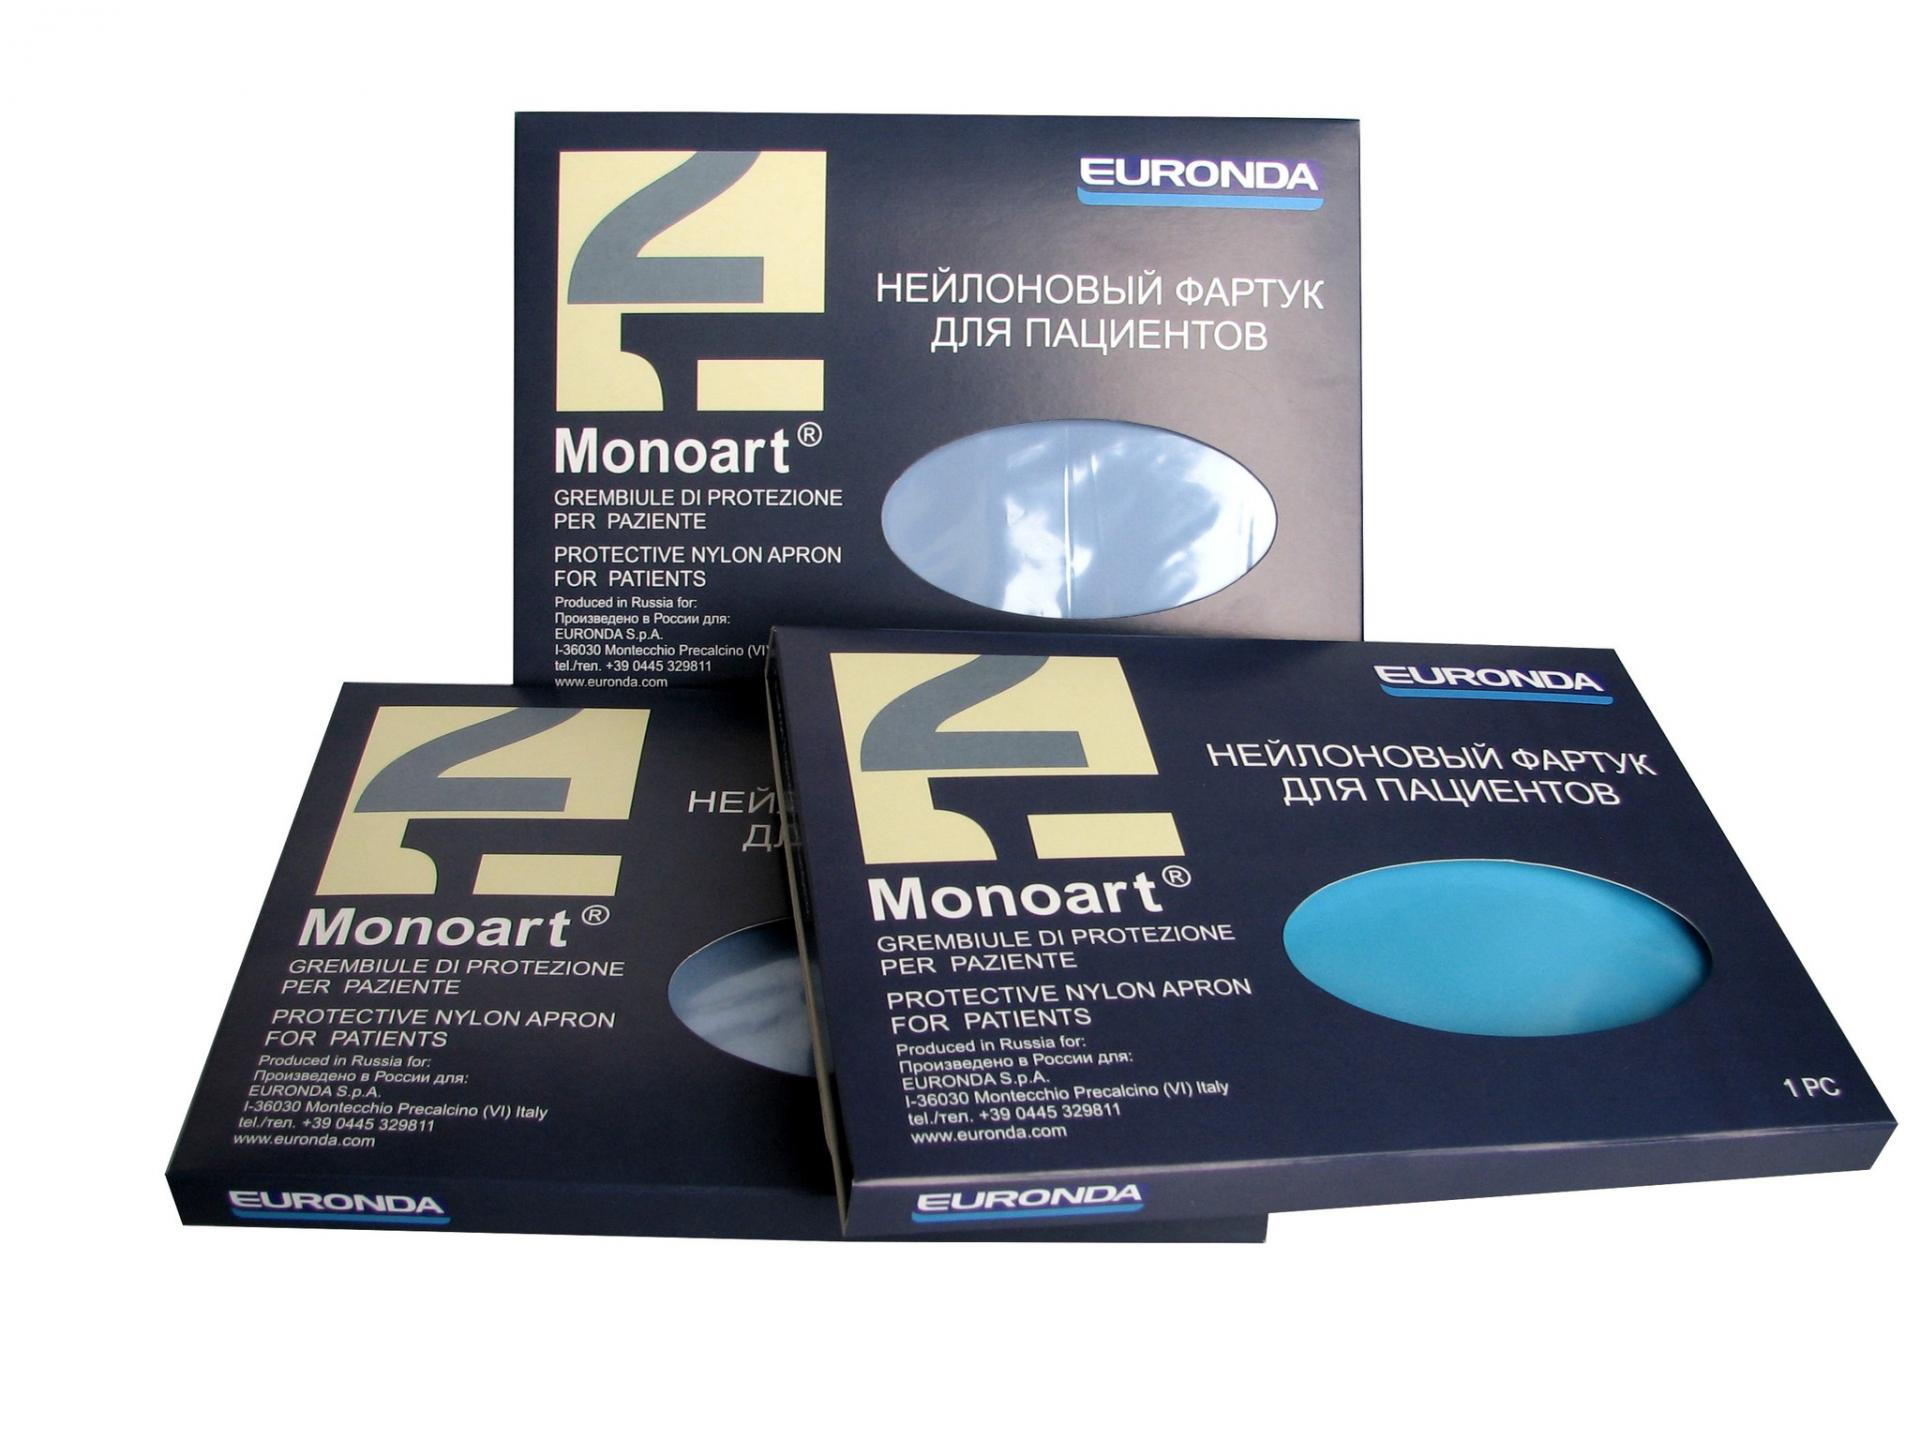 EURONDA
НЕЙЛОНОВЫЙ ФАРТУК
ДЛЯ ПАЦИЕНТОВ
Monoart®
GREMBIULE DI PROTEZIONE
PER PAZIENTE
PROTECTIVE NYLON APRON
FOR PATIENTS
Produced in Russia for:
Произведено в России для:
EURONDA S.p.A.
I-36030 Montecchio Precalcino (VI)
tel./тел. +39 0445 329811
www.euronda.com
НЕЙ
Monoart®
GREMBIULE DI PROTEZIONE
PER PAZIENTE
PROTECTIVE NYLON APRON
FOR PATIENTS
Produced in Russia for:
Произведено в России для:
EURONDA S.p.A.
I-36030 Montecchio Precalcino (VI) Italy
tel./тел. +39 0445 329811
www.euronda.com
EURONDA
EURONDA
НЕЙЛОНОВЫЙ ФАРТУК
ДЛЯ ПАЦИЕНТОВ
Monoart®
GREMBIULE DI PROTEZIONE
PER PAZIENTE
PROTECTIVE NYLON APRON
FOR PATIENTS
Produced in Russia for:
Произведено в России для:
EURONDA S.p.A.
I-36030 Montecchio Precalcino (VI) Italy
tel./тел. +39 0445 329811
www.euronda.com
1 PC
EURONDA